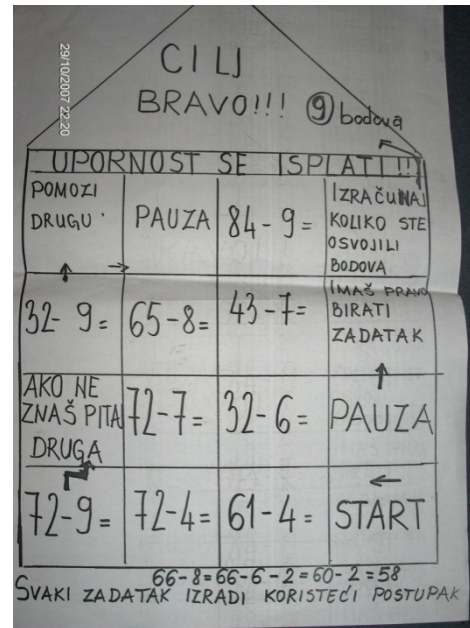 29/10/2007 22:20
CILJ
BRAVO!!!
9 bodova
UPORNOST SE ISPLATI!!
POMOZI
DRUGU
PAUZA
84-9=
IZRAČUNAJ
KOLIKO STE
OSVOJILI
BODOVA
32-9=
65-8=
43-7=
IMAŠ PRAVO
BIRATI
ZADATAK
AKO NE
ZNAŠ PITAJ
DRUGA
72-7=
32-6=
PAUZA
72-9=
72-4=
61-4=
START
66-8=66-6-2=60-2=58
SVAKI ZADATAK IZRADI KORISTEĆI POSTUPAK